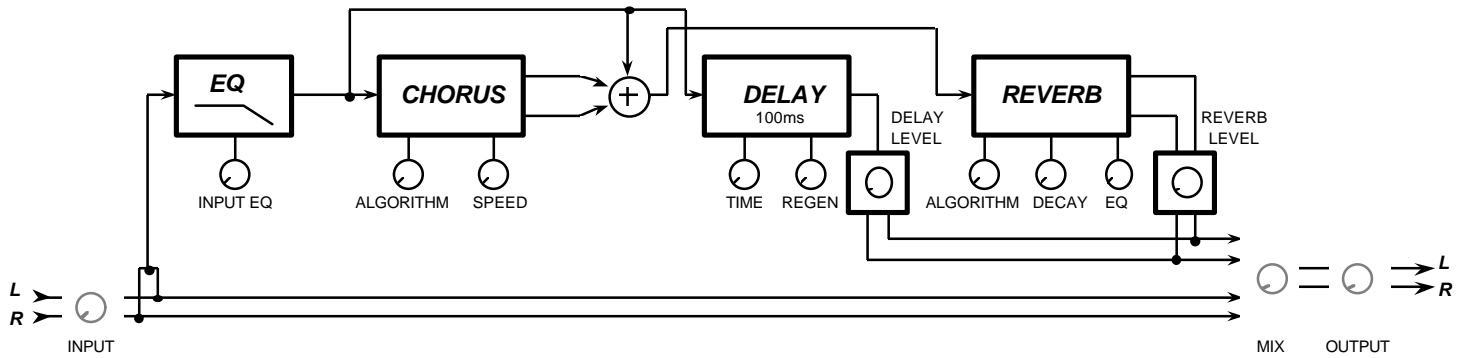 EQ
CHORUS
+
DELAY
100ms
DELAY
LEVEL
REVERB
REVERB
LEVEL
INPUT EQ
ALGORITHM
SPEED
TIME
REGEN
ALGORITHM
DECAY
EQ
L
R
INPUT
L
R
MIX
OUTPUT